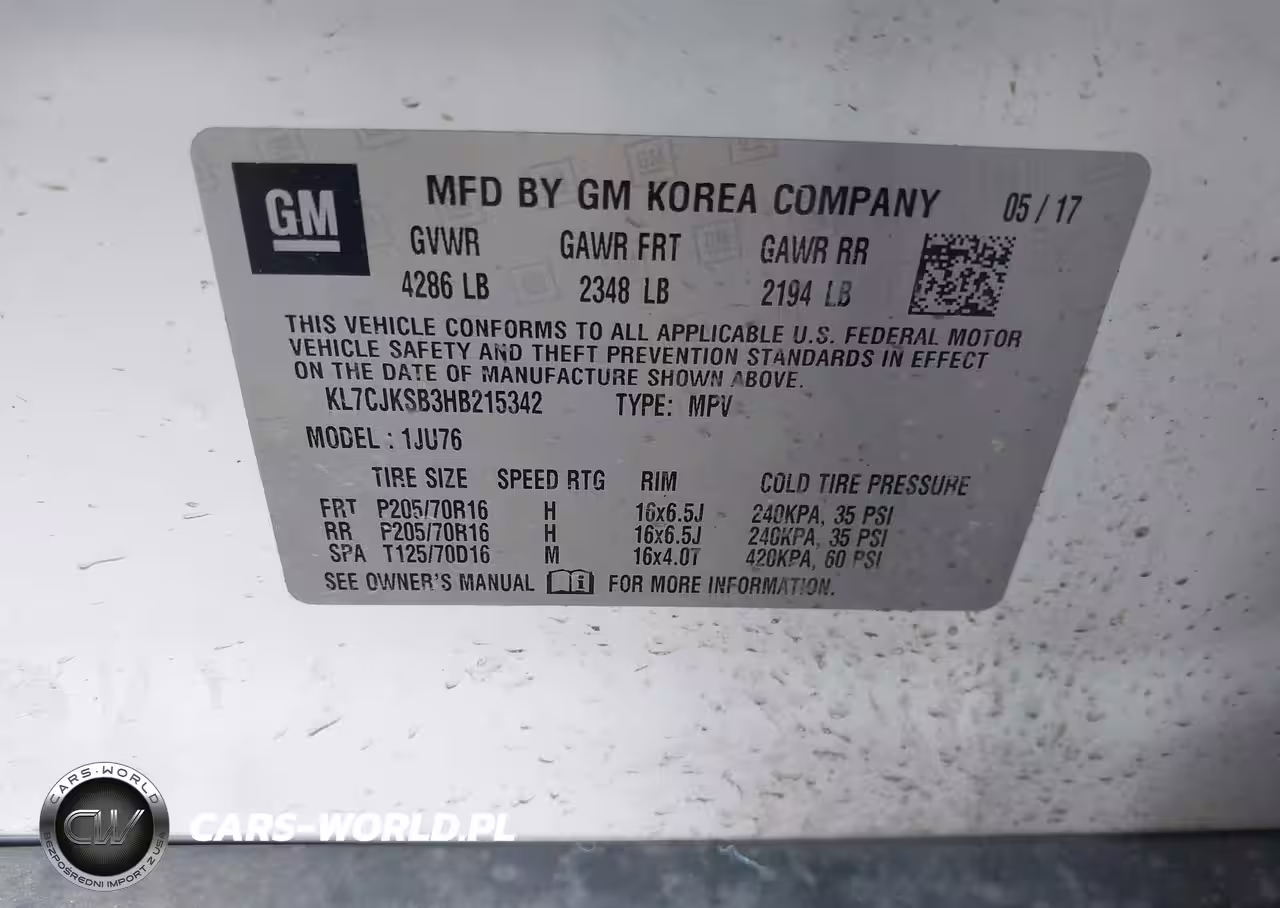 GM
MFD BY GM KOREA COMPANY 05 / 17
GVWR GAWR FRT GAWR RR
4286 LB 2348 LB 2194 LB
THIS VEHICLE CONFORMS TO ALL APPLICABLE U.S. FEDERAL MOTOR
VEHICLE SAFETY AND THEFT PREVENTION STANDARDS IN EFFECT
ON THE DATE OF MANUFACTURE SHOWN ABOVE.
KL7CJKSB3HB215342 TYPE: MPV
MODEL : 1JU76
TIRE SIZE SPEED RTG RIM COLD TIRE PRESSURE
FRT P205/70R16 H 16x6.5J 240KPA, 35 PSI
RR P205/70R16 H 16x6.5J 240KPA, 35 PSI
SPA T125/70D16 M 16x4.0T 420KPA, 60 PSI
SEE OWNER'S MANUAL FOR MORE INFORMATION.
CARS-WORLD
CW
BEZPOŚREDNI IMPORT Z USA
CARS-WORLD.PL